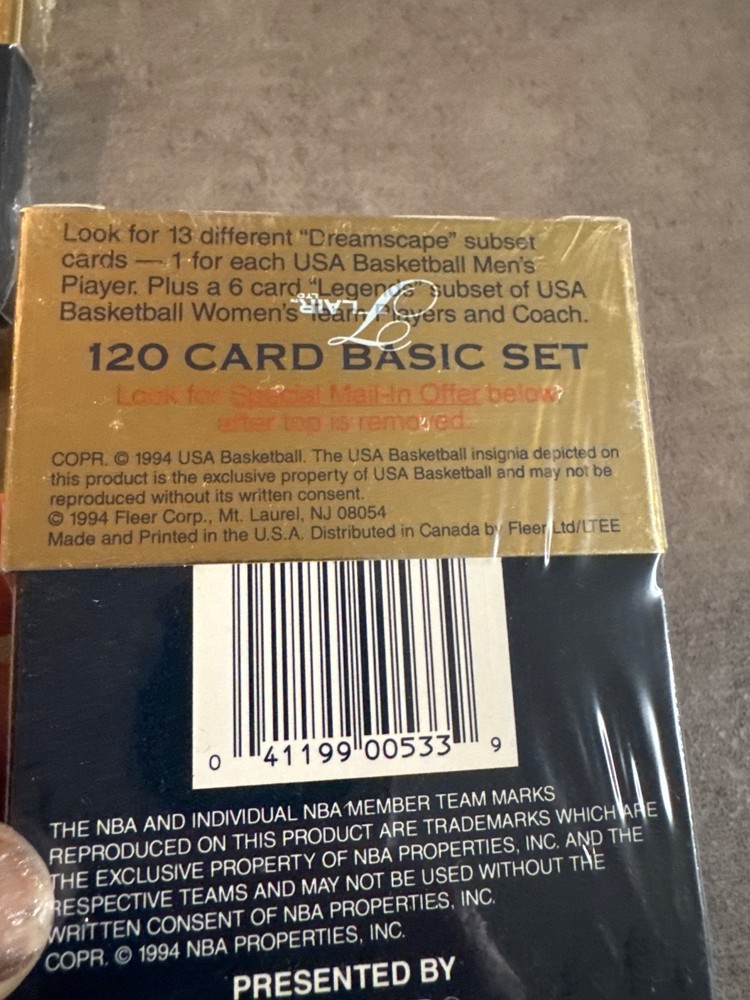 Look for 13 different "Dreamscape" subset
cards — 1 for each USA Basketball Men's
Player. Plus a 6 card "Legends" subset of USA
Basketball Women's Team Players and Coach.
FLAIR LTD.
120 CARD BASIC SET
Look for Special Mail-In Offer below
after top is removed.
COPR. © 1994 USA Basketball. The USA Basketball insignia depicted on
this product is the exclusive property of USA Basketball and may not be
reproduced without its written consent.
© 1994 Fleer Corp., Mt. Laurel, NJ 08054
Made and Printed in the U.S.A. Distributed in Canada by Fleer Ltd/LTEE
0 41199 00533 9
THE NBA AND INDIVIDUAL NBA MEMBER TEAM MARKS
REPRODUCED ON THIS PRODUCT ARE TRADEMARKS WHICH ARE
THE EXCLUSIVE PROPERTY OF NBA PROPERTIES, INC. AND THE
RESPECTIVE TEAMS AND MAY NOT BE USED WITHOUT THE
WRITTEN CONSENT OF NBA PROPERTIES, INC.
COPR. © 1994 NBA PROPERTIES, INC.
PRESENTED BY